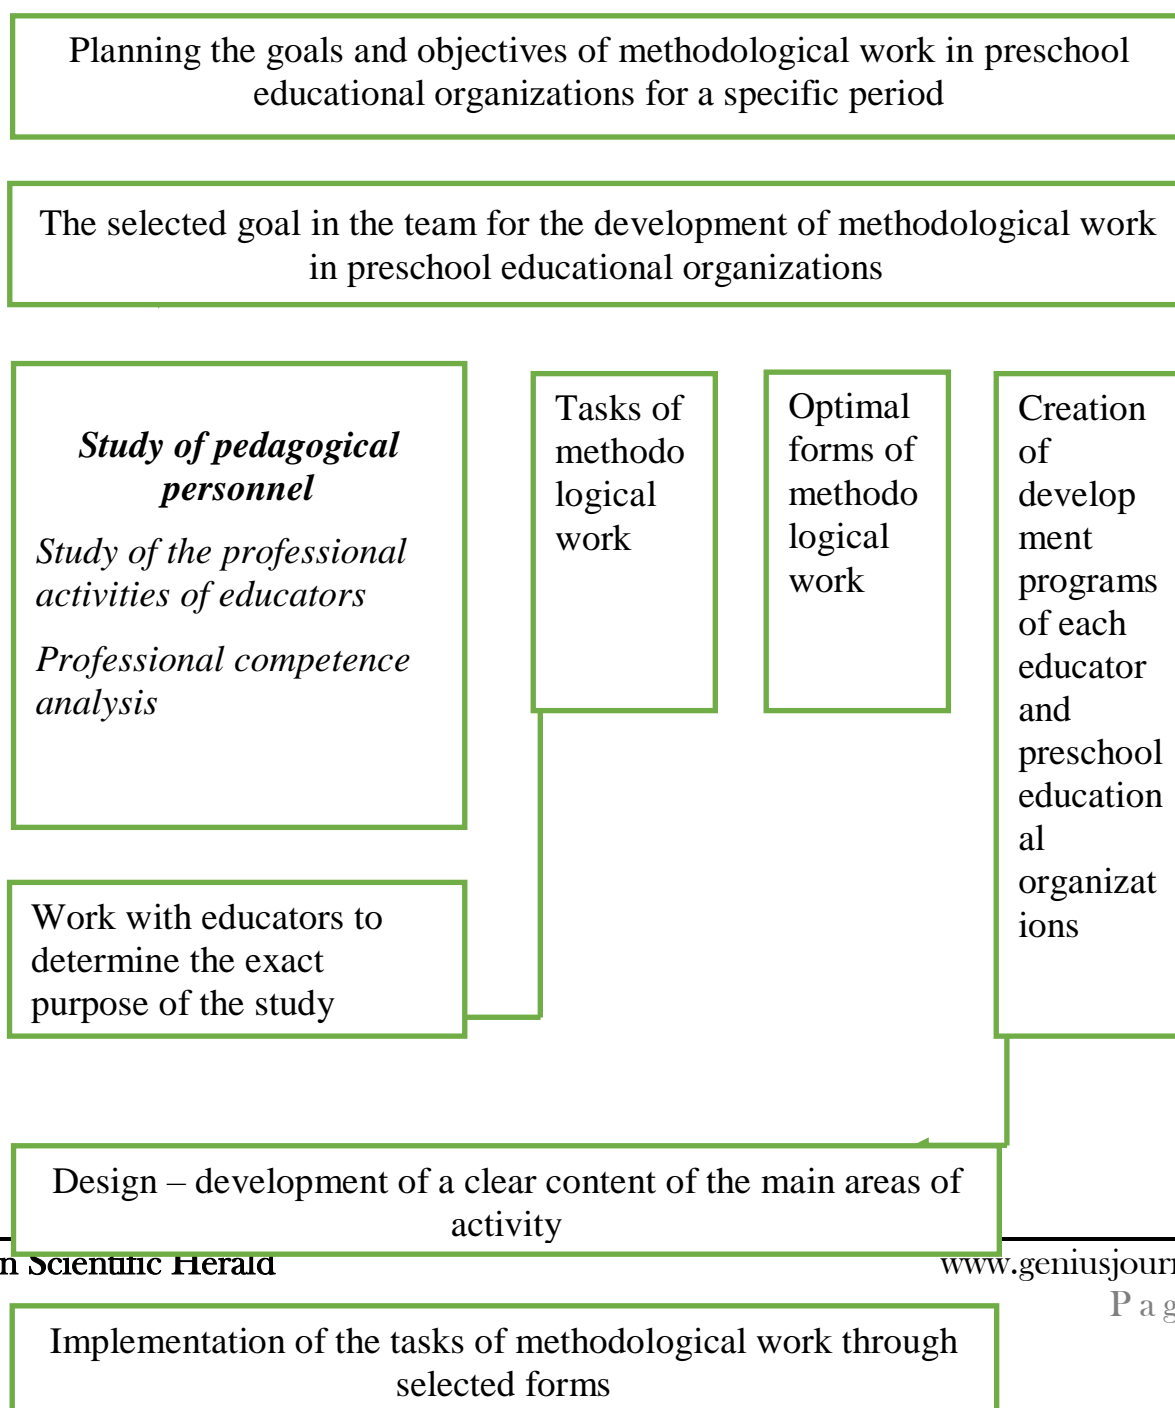 Planning the goals and objectives of methodological work in preschool
educational organizations for a specific period
The selected goal in the team for the development of methodological work
in preschool educational organizations
Study of pedagogical
personnel
Study of the professional
activities of educators
Professional competence
analysis
Tasks of
methodo
logical
work
Optimal
forms of
methodo
logical
work
Creation
of
develop
ment
programs
of each
educator
and
preschool
education
al
organizat
ions
Work with educators to
determine the exact
purpose of the study
Design – development of a clear content of the main areas of
activity
n Scientific Herald
www.geniusjour
Pag
Implementation of the tasks of methodological work through
selected forms